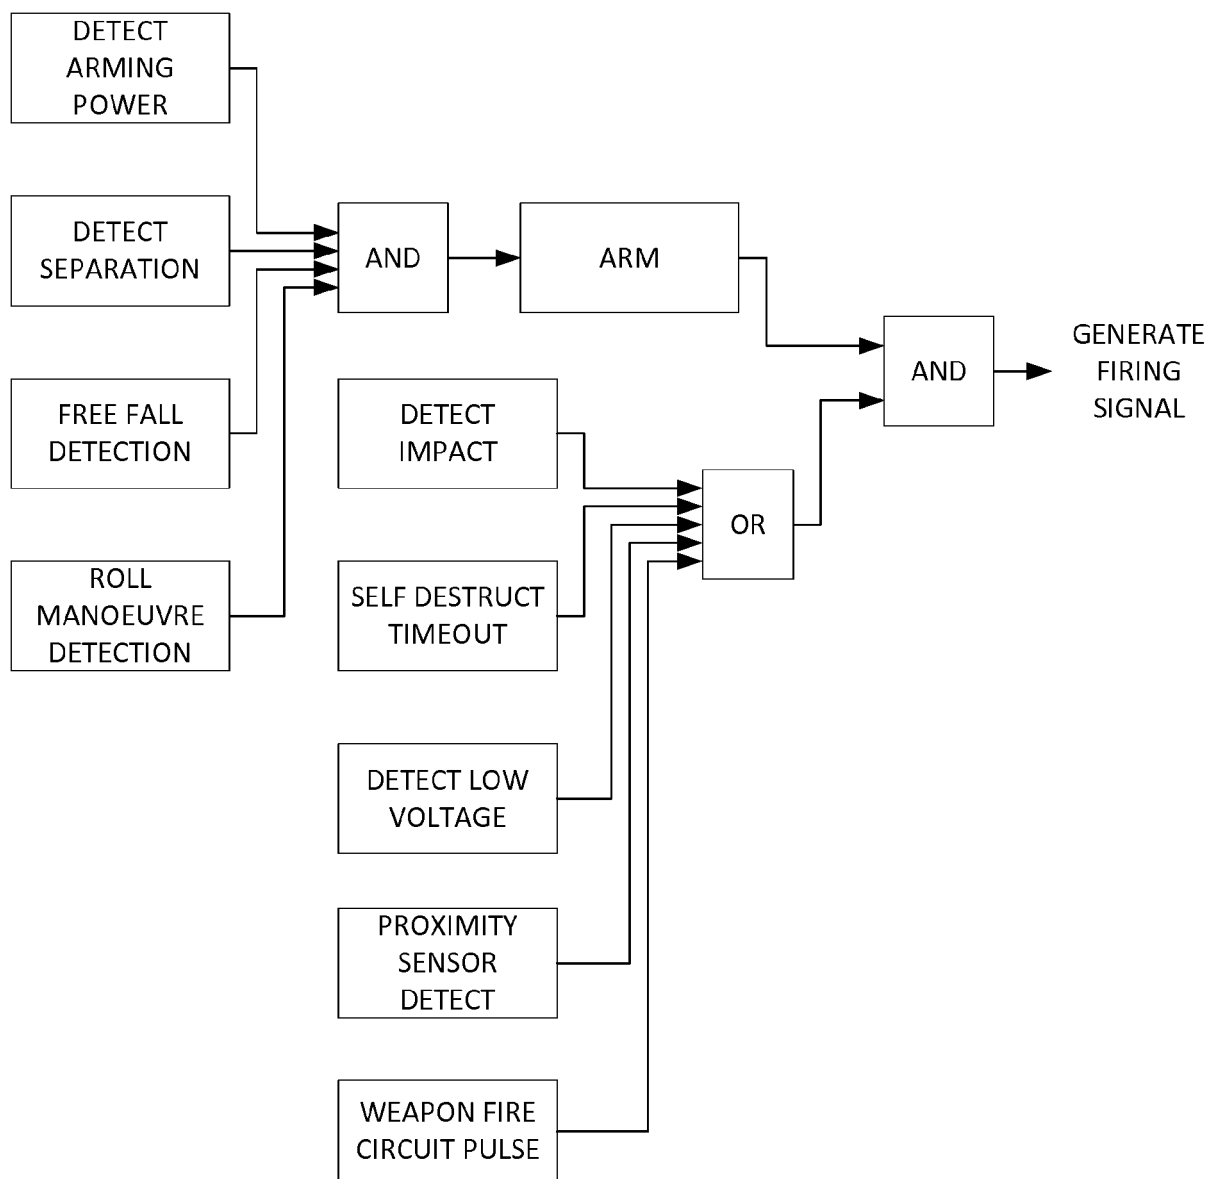 DETECT
ARMING
POWER
DETECT
SEPARATION
AND
ARM
AND
GENERATE
FIRING
SIGNAL
FREE FALL
DETECTION
DETECT
IMPACT
OR
ROLL
MANOEUVRE
DETECTION
SELF DESTRUCT
TIMEOUT
DETECT LOW
VOLTAGE
PROXIMITY
SENSOR
DETECT
WEAPON FIRE
CIRCUIT PULSE